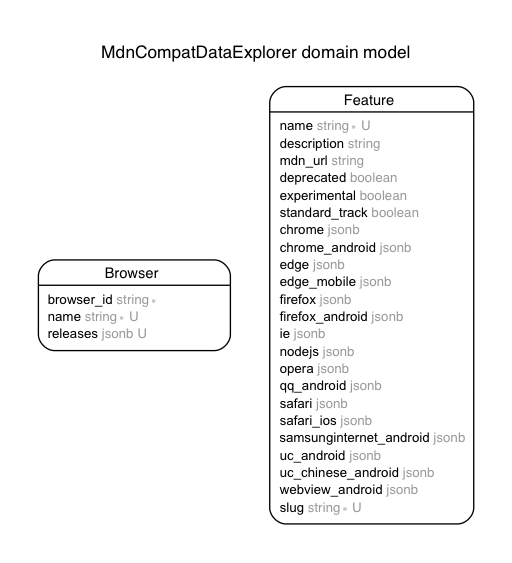 MdnCompatDataExplorer domain model
Browser
browser_id string ∗
name string ∗ U
releases jsonb U
Feature
name string ∗ U
description string
mdn_url string
deprecated boolean
experimental boolean
standard_track boolean
chrome jsonb
chrome_android jsonb
edge jsonb
edge_mobile jsonb
firefox jsonb
firefox_android jsonb
ie jsonb
nodejs jsonb
opera jsonb
qq_android jsonb
safari jsonb
safari_ios jsonb
samsunginternet_android jsonb
uc_android jsonb
uc_chinese_android jsonb
webview_android jsonb
slug string ∗ U